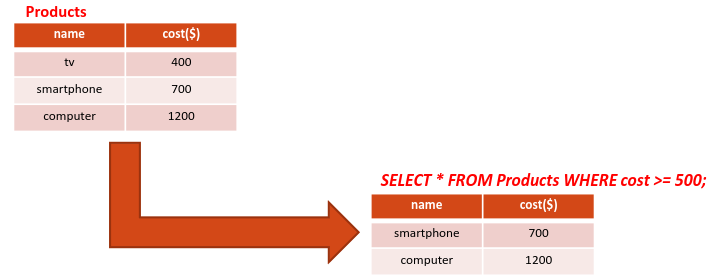 Products
name cost($)
tv 400
smartphone 700
computer 1200
SELECT * FROM Products WHERE cost >= 500;
name cost($)
smartphone 700
computer 1200